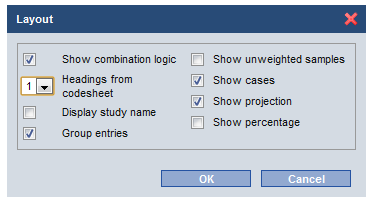 Layout
Show combination logic
1
Headings from
codesheet
Display study name
Group entries
Show unweighted samples
Show cases
Show projection
Show percentage
OK
Cancel